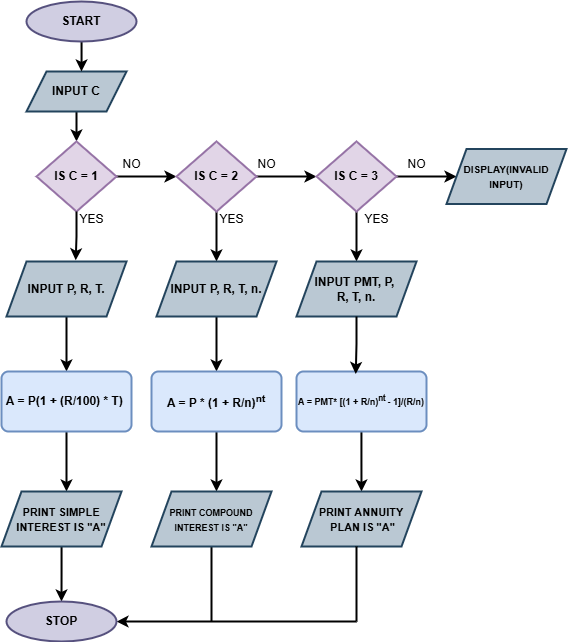 START
INPUT C
IS C = 1
NO
IS C = 2
NO
IS C = 3
NO
DISPLAY(INVALID
INPUT)
YES
YES
YES
INPUT P, R, T.
INPUT P, R, T, n.
INPUT PMT, P,
R, T, n.
A = P(1 + (R/100) * T)
A = P * (1 + R/n)^nt
A = PMT* [(1 + R/n)^nt - 1]/(R/n)
PRINT SIMPLE
INTEREST IS "A"
PRINT COMPOUND
INTEREST IS "A"
PRINT ANNUITY
PLAN IS "A"
STOP